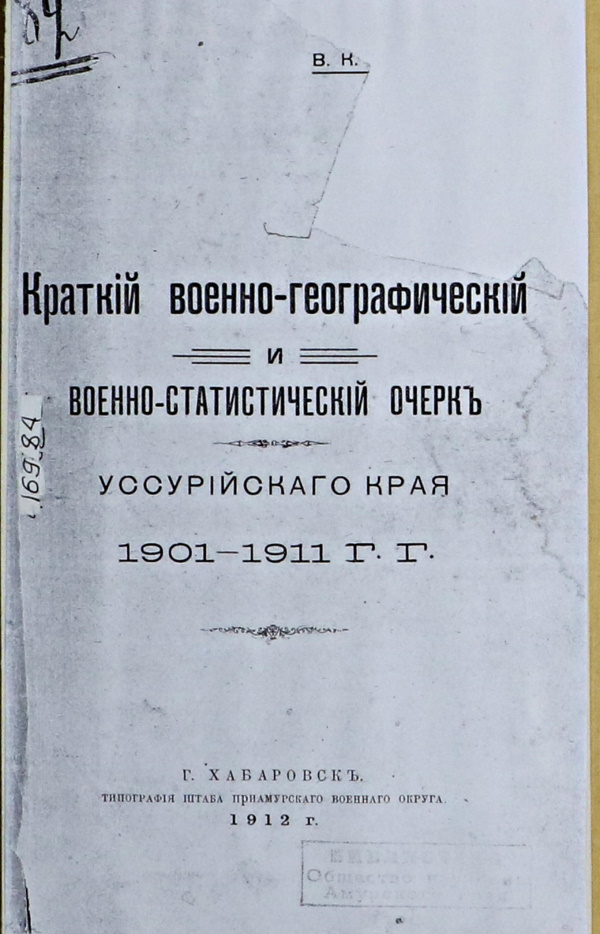 В. К.
Краткій военно-географическій
и
ВОЕННО-СТАТИСТИЧЕСКІЙ ОЧЕРКЪ
УССУРІЙСКАГО КРАЯ
1901—1911 Г. Г.
169 84
Г. ХАБАРОВСКЪ.
ТИПОГРАФІЯ ШТАБА ПРИАМУРСКАГО ВОЕННАГО ОКРУГА.
1912 г.
Общество